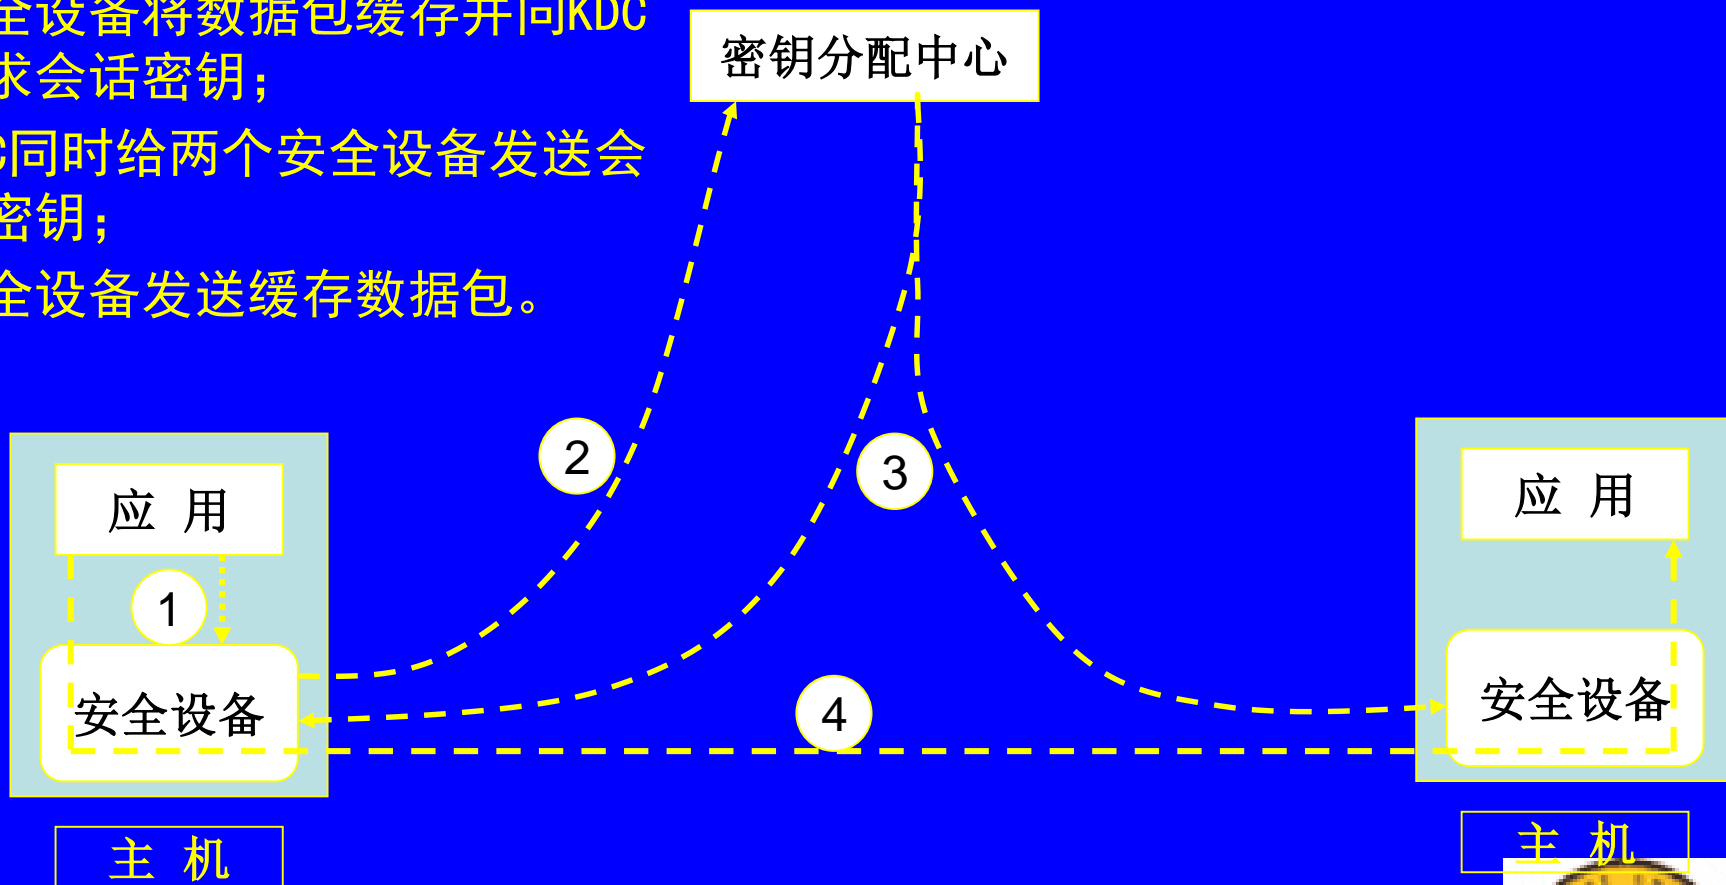 全设备将数据包缓存并向KDC
求会话密钥；
C同时给两个安全设备发送会
密钥；
全设备发送缓存数据包。
密钥分配中心
2
3
应 用
应 用
1
安全设备
4
安全设备
主 机
主 机